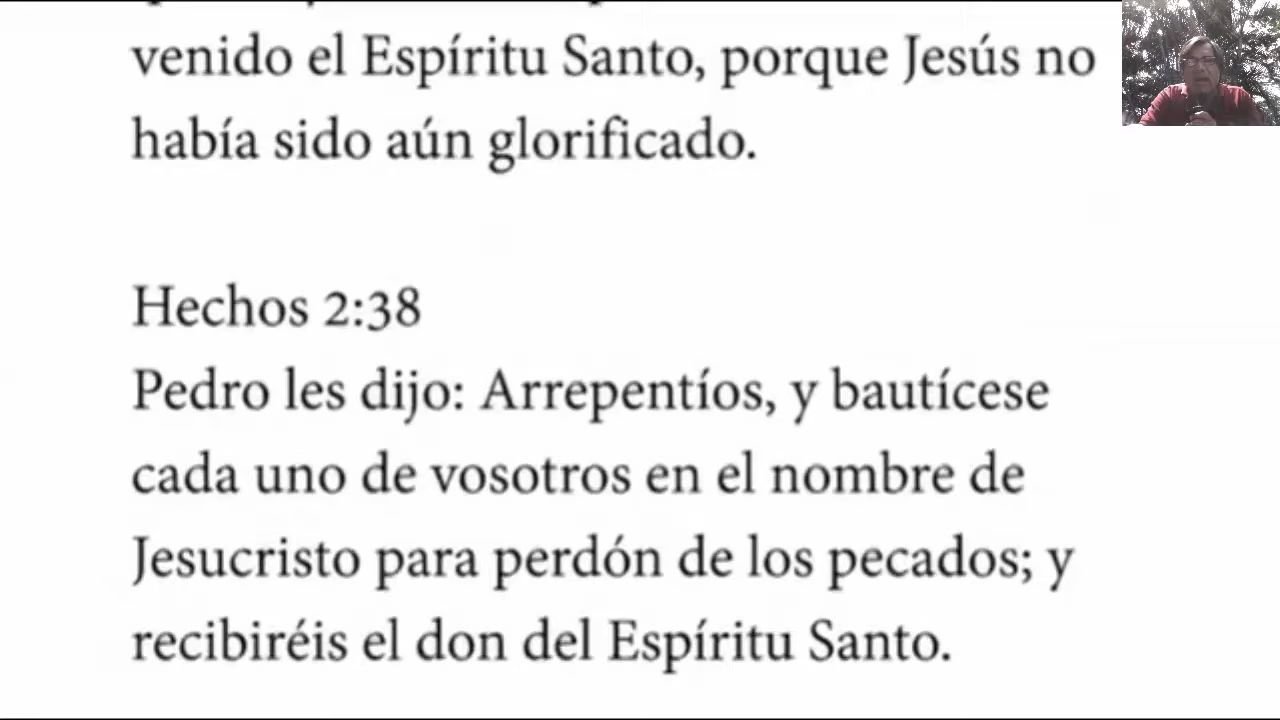 venido el Espíritu Santo, porque Jesús no
había sido aún glorificado.
Hechos 2:38
Pedro les dijo: Arrepentíos, y bautícese
cada uno de vosotros en el nombre de
Jesucristo para perdón de los pecados; y
recibiréis el don del Espíritu Santo.